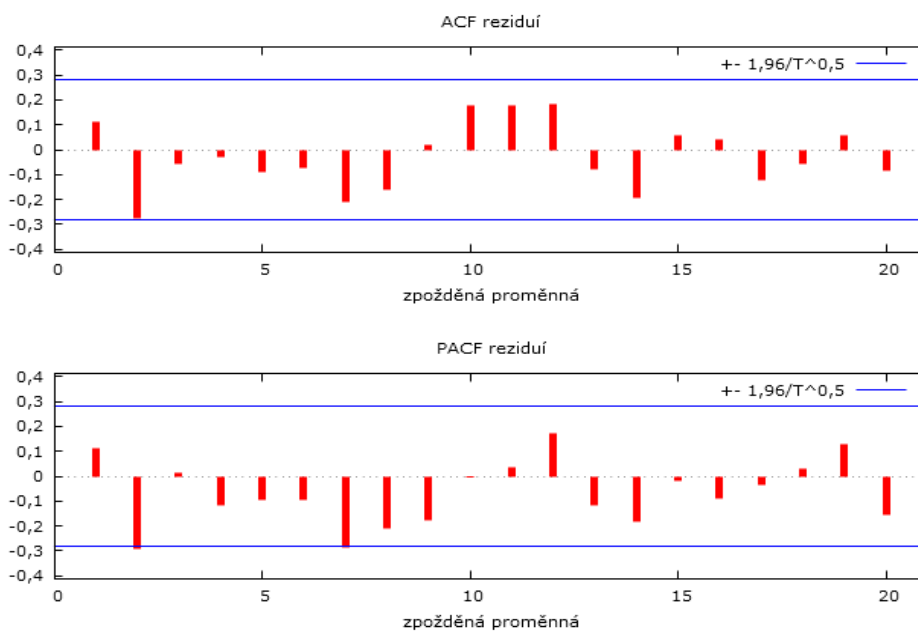 ACF reziduí
+- 1,96/T^0,5
0,4
0,3
0,2
0,1
0
-0,1
-0,2
-0,3
-0,4
0 5 10 15 20
zpožděná proměnná
PACF reziduí
+- 1,96/T^0,5
0,4
0,3
0,2
0,1
0
-0,1
-0,2
-0,3
-0,4
0 5 10 15 20
zpožděná proměnná